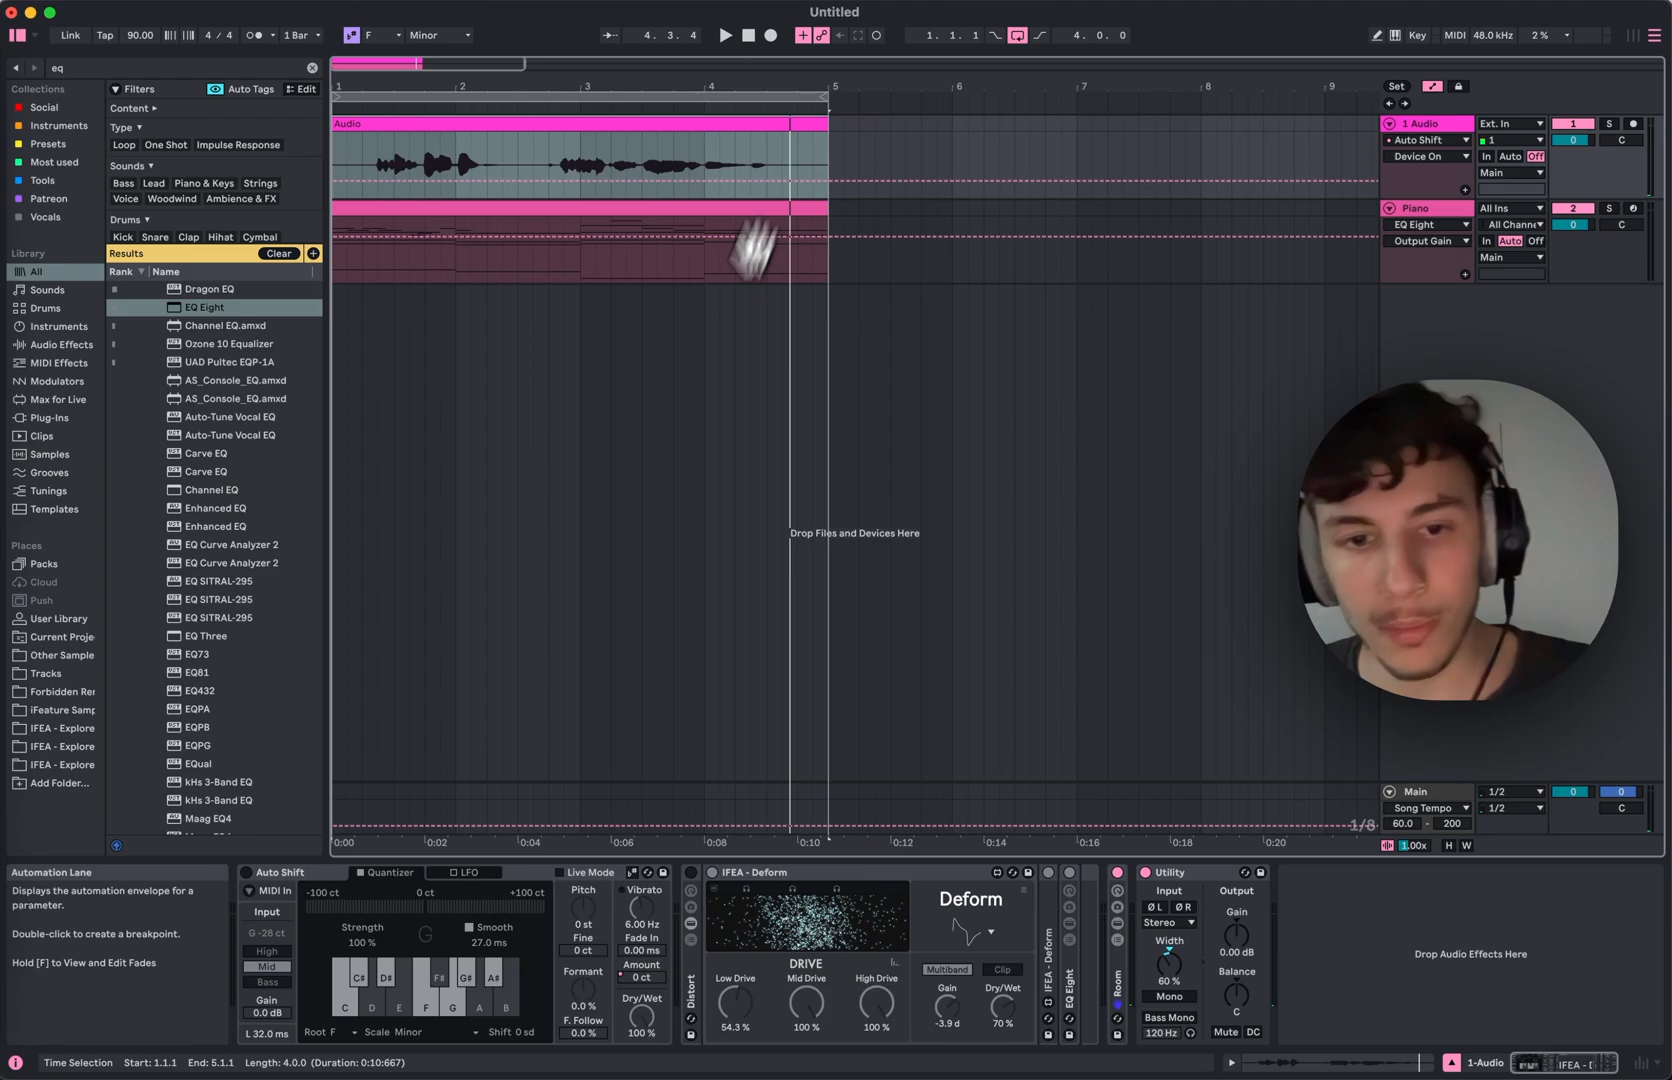 Untitled
Link Tap 90.00 4 / 4 1 Bar F Minor 4. 3. 4 1. 1. 1 4. 0. 0 Key MIDI 48.0 kHz 2 %
eq
Collections
Social
Instruments
Presets
Most used
Tools
Patreon
Vocals
Library
All
Sounds
Drums
Instruments
Audio Effects
MIDI Effects
Modulators
Max for Live
Plug-Ins
Clips
Samples
Grooves
Tunings
Templates
Places
Packs
Cloud
Push
User Library
Current Proje
Other Sample
Tracks
Forbidden Rer
iFeature Samp
IFEA - Explore
IFEA - Explore
IFEA - Explore
Add Folder...
Filters Auto Tags Edit
Content
Type
Loop One Shot Impulse Response
Sounds
Bass Lead Piano & Keys Strings
Voice Woodwind Ambience & FX
Drums
Kick Snare Clap Hihat Cymbal
Results Clear
Rank Name
Dragon EQ
EQ Eight
Channel EQ.amxd
Ozone 10 Equalizer
UAD Pultec EQP-1A
AS_Console_EQ.amxd
AS_Console_EQ.amxd
Auto-Tune Vocal EQ
Auto-Tune Vocal EQ
Carve EQ
Carve EQ
Channel EQ
Enhanced EQ
Enhanced EQ
EQ Curve Analyzer 2
EQ Curve Analyzer 2
EQ SITRAL-295
EQ SITRAL-295
EQ SITRAL-295
EQ Three
EQ73
EQ81
EQ432
EQPA
EQPB
EQPG
EQual
kHs 3-Band EQ
kHs 3-Band EQ
Maag EQ4
1 2 3 4 5 6 7 8 9
Audio
Drop Files and Devices Here
1/8
0:00 0:02 0:04 0:06 0:08 0:10 0:12 0:14 0:16 0:18 0:20
Set
1 Audio Ext. In 1 S
Auto Shift 1 0 C
Device On In Auto Off
Main
Piano All Ins 2 S
EQ Eight All Channe 0 C
Output Gain In Auto Off
Main
Main 1/2 0 0
Song Tempo 1/2 C
60.0 - 200
1.00x H W
Automation Lane
Displays the automation envelope for a
parameter.
Double-click to create a breakpoint.
Hold [F] to View and Edit Fades
Auto Shift Quantizer LFO Live Mode
MIDI In
Input
G -28 ct
High
Mid
Bass
Gain
0.0 dB
L 32.0 ms
-100 ct 0 ct +100 ct
Strength
100 %
G
Smooth
27.0 ms
C# D# F# G# A#
C D E F G A B
Root F Scale Minor Shift 0 sd
Pitch
0 st
Fine
0 ct
Formant
0.0 %
F. Follow
0.0 %
Vibrato
6.00 Hz
Fade In
0.00 ms
Amount
0 ct
Dry/Wet
100 %
Distort
IFEA - Deform
Deform
DRIVE
Low Drive Mid Drive High Drive
54.3 % 100 % 100 %
Multiband Clip
Gain Dry/Wet
-3.9 d 70 %
IFEA - Deform
EQ Eight
Room
Utility
Input Output
Ø L Ø R
Stereo
Width
60 %
Mono
Bass Mono
120 Hz
Gain
0.00 dB
Balance
C
Mute DC
Drop Audio Effects Here
Time Selection Start: 1.1.1 End: 5.1.1 Length: 4.0.0 (Duration: 0:10:667)
1-Audio